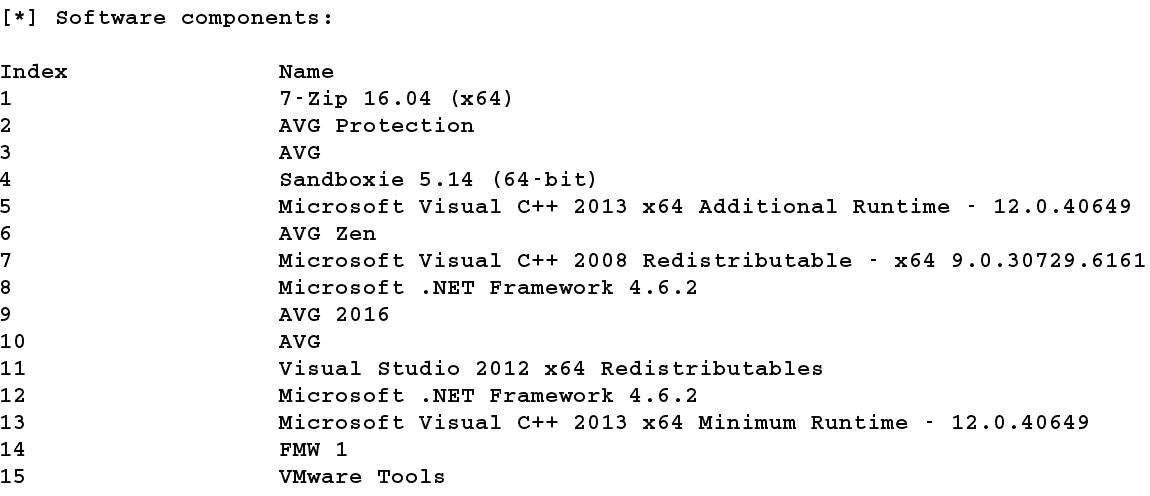 [*] Software components:
Index Name
1 7-Zip 16.04 (x64)
2 AVG Protection
3 AVG
4 Sandboxie 5.14 (64-bit)
5 Microsoft Visual C++ 2013 x64 Additional Runtime - 12.0.40649
6 AVG Zen
7 Microsoft Visual C++ 2008 Redistributable - x64 9.0.30729.6161
8 Microsoft .NET Framework 4.6.2
9 AVG 2016
10 AVG
11 Visual Studio 2012 x64 Redistributables
12 Microsoft .NET Framework 4.6.2
13 Microsoft Visual C++ 2013 x64 Minimum Runtime - 12.0.40649
14 FMW 1
15 VMware Tools